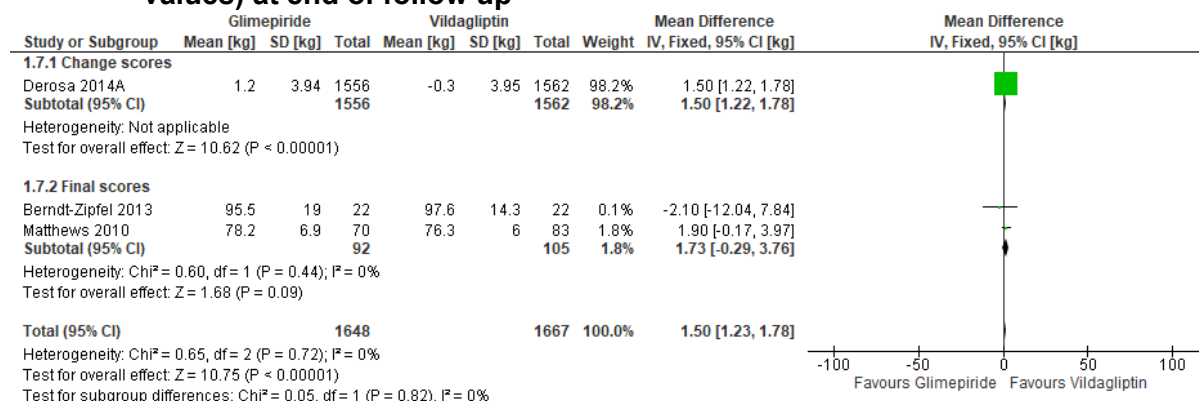 values) at end of follow-up
Glimepiride Vildagliptin Mean Difference Mean Difference
Study or Subgroup Mean [kg] SD [kg] Total Mean [kg] SD [kg] Total Weight IV, Fixed, 95% CI [kg] IV, Fixed, 95% CI [kg]
1.7.1 Change scores
Derosa 2014A 1.2 3.94 1556 -0.3 3.95 1562 98.2% 1.50 [1.22, 1.78]
Subtotal (95% CI) 1556 1562 98.2% 1.50 [1.22, 1.78]
Heterogeneity: Not applicable
Test for overall effect: Z = 10.62 (P < 0.00001)
1.7.2 Final scores
Berndt-Zipfel 2013 95.5 19 22 97.6 14.3 22 0.1% -2.10 [-12.04, 7.84]
Matthews 2010 78.2 6.9 70 76.3 6 83 1.8% 1.90 [-0.17, 3.97]
Subtotal (95% CI) 92 105 1.8% 1.73 [-0.29, 3.76]
Heterogeneity: Chi² = 0.60, df = 1 (P = 0.44); I² = 0%
Test for overall effect: Z = 1.68 (P = 0.09)
Total (95% CI) 1648 1667 100.0% 1.50 [1.23, 1.78]
Heterogeneity: Chi² = 0.65, df = 2 (P = 0.72); I² = 0%
Test for overall effect: Z = 10.75 (P < 0.00001)
Test for subgroup differences: Chi² = 0.05, df = 1 (P = 0.82), I² = 0%
-100 -50 0 50 100
Favours Glimepiride Favours Vildagliptin